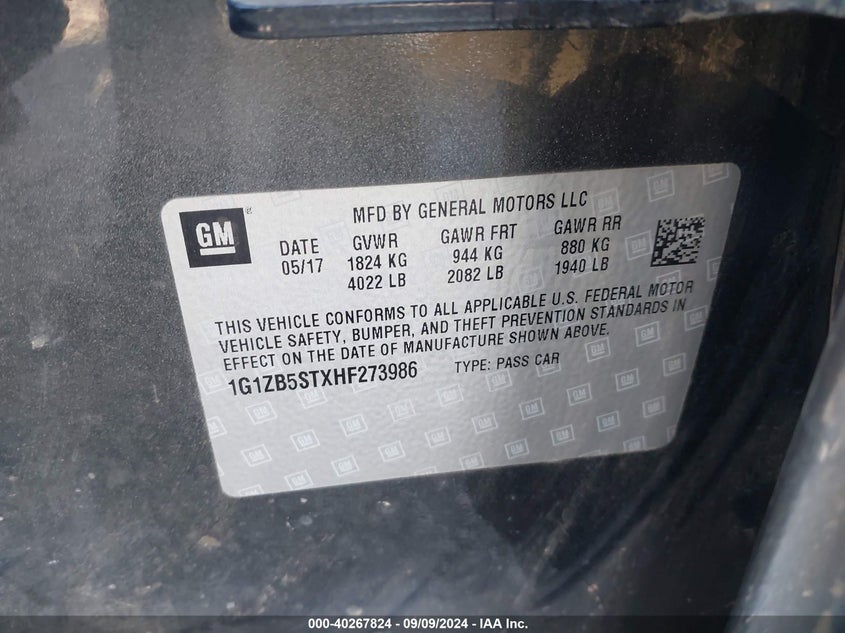 GM
MFD BY GENERAL MOTORS LLC
DATE GVWR GAWR FRT GAWR RR
05/17 1824 KG 944 KG 880 KG
4022 LB 2082 LB 1940 LB
THIS VEHICLE CONFORMS TO ALL APPLICABLE U.S. FEDERAL MOTOR
VEHICLE SAFETY, BUMPER, AND THEFT PREVENTION STANDARDS IN
EFFECT ON THE DATE OF MANUFACTURE SHOWN ABOVE.
1G1ZB5STXHF273986 TYPE: PASS CAR
000-40267824 - 09/09/2024 - IAA Inc.